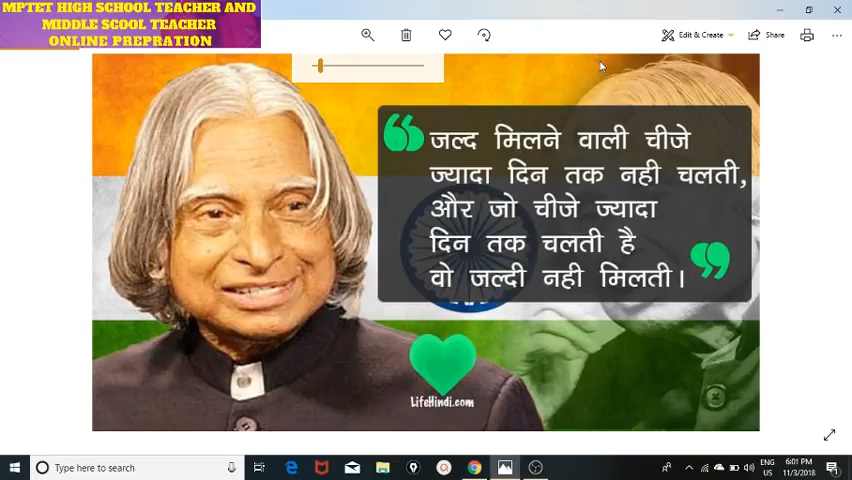 MPTET HIGH SCHOOL TEACHER AND
MIDDLE SCOOL TEACHER
ONLINE PREPRATION
Edit & Create
Share
जल्द मिलने वाली चीजे
ज्यादा दिन तक नही चलती,
और जो चीजे ज्यादा
दिन तक चलती है
वो जल्दी नही मिलती।
LifeHindi.com
Type here to search
ENG
US
6:01 PM
11/3/2018